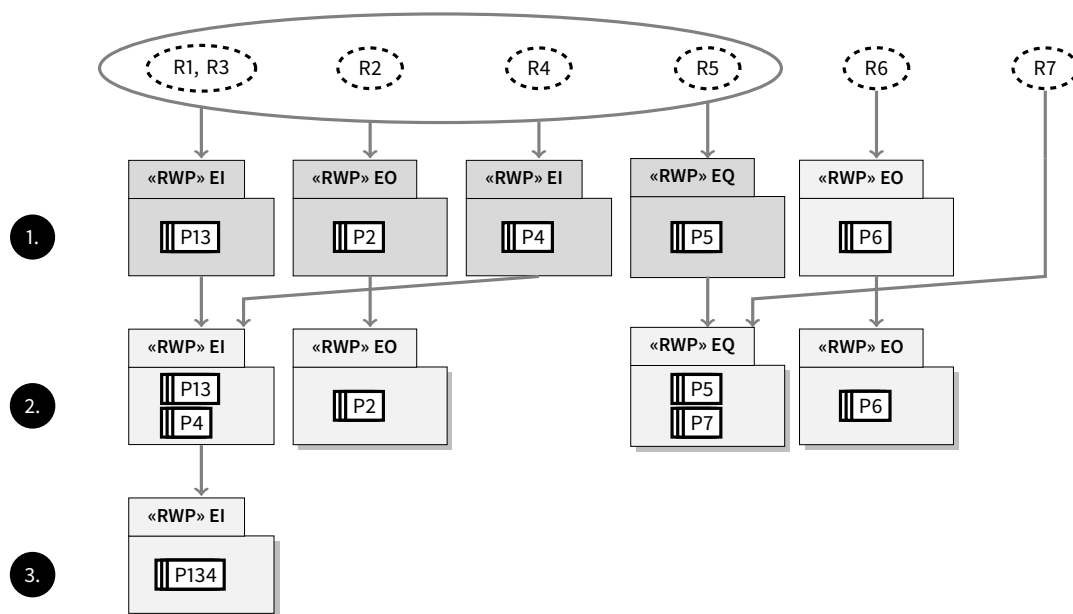 R1, R3 R2 R4 R5 R6 R7
«RWP» EI «RWP» EO «RWP» EI «RWP» EQ «RWP» EO
1. P13 P2 P4 P5 P6
«RWP» EI «RWP» EO «RWP» EQ «RWP» EO
P13 P5
2. P2 P6
P4 P7
«RWP» EI
3. P134